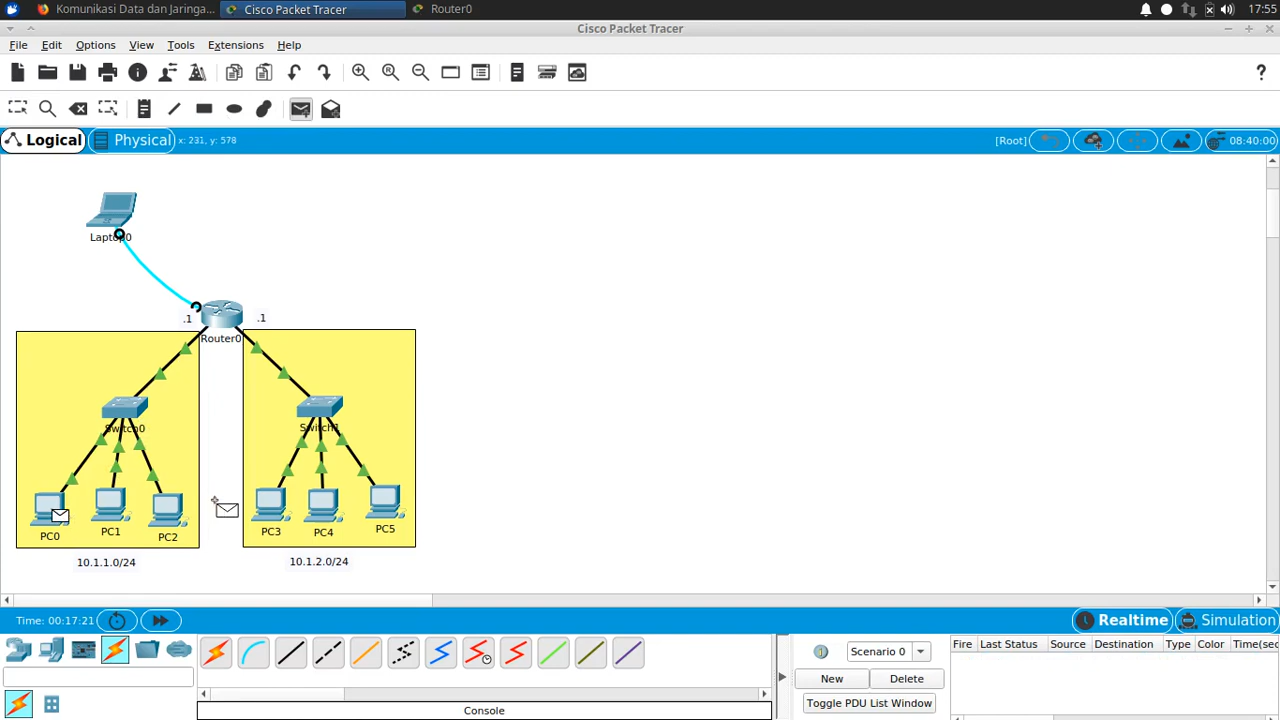 Komunikasi Data dan Jaringa...
Cisco Packet Tracer
Router0
17:55
Cisco Packet Tracer
File Edit Options View Tools Extensions Help
?
Logical
Physical
x: 231, y: 578
[Root]
08:40:00
Laptop0
.1
.1
Router0
Switch0
Switch1
PC0
PC1
PC2
PC3
PC4
PC5
10.1.1.0/24
10.1.2.0/24
Time: 00:17:21
Realtime
Simulation
Scenario 0
New
Delete
Toggle PDU List Window
Fire Last Status Source Destination Type Color Time(sec
Console